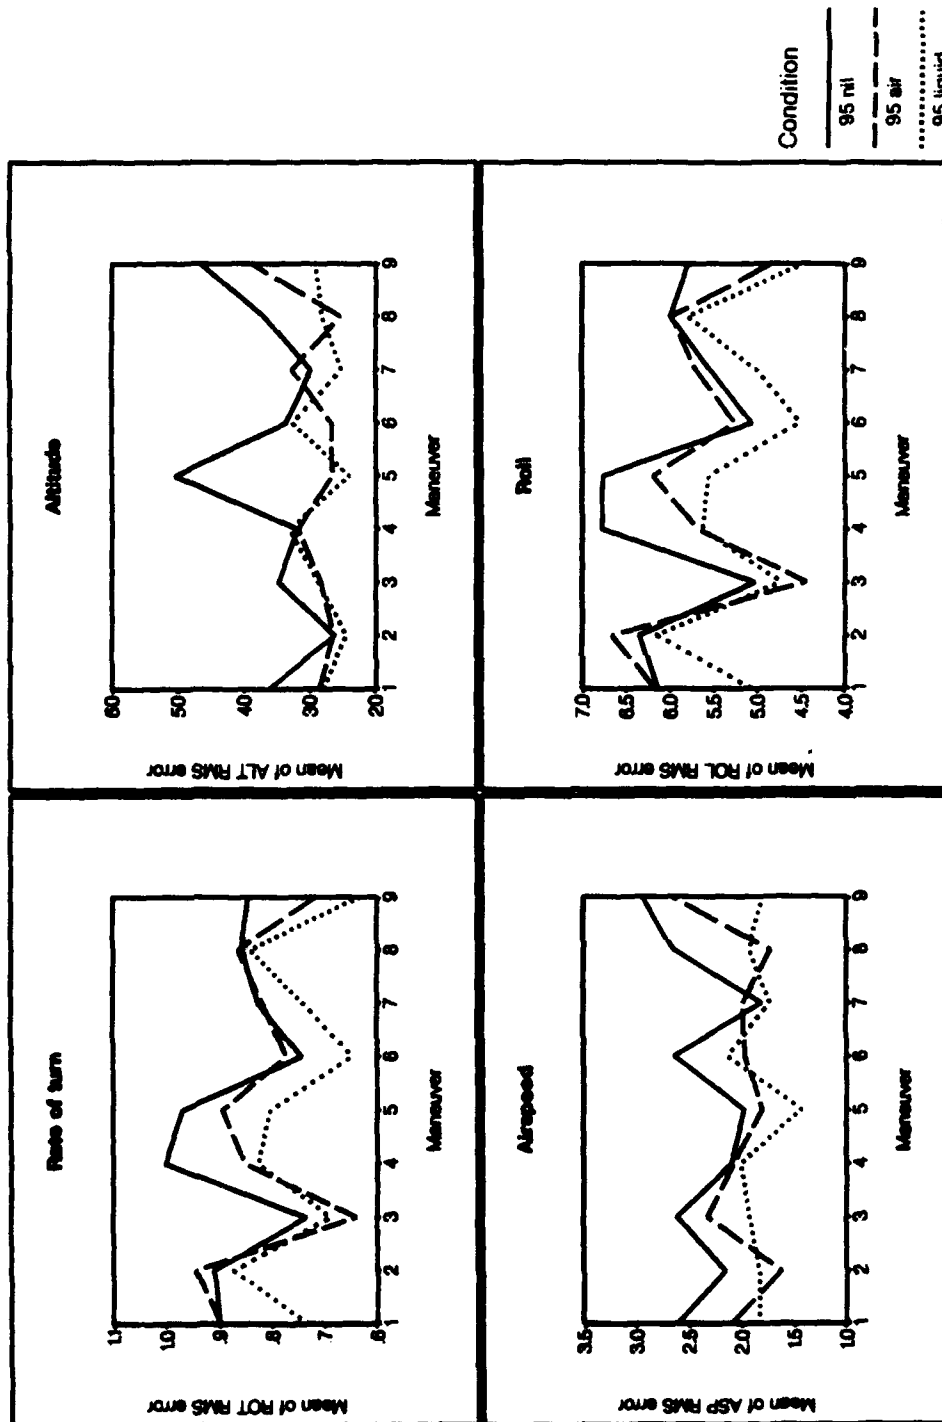 Rate of turn
Mean of ROT RMS error
1.1
1.0
.9
.8
.7
.6
1 2 3 4 5 6 7 8 9
Maneuver
Altitude
Mean of ALT RMS error
60
50
40
30
20
1 2 3 4 5 6 7 8 9
Maneuver
Airspeed
Mean of ASP RMS error
3.5
3.0
2.5
2.0
1.5
1.0
1 2 3 4 5 6 7 8 9
Maneuver
Roll
Mean of ROL RMS error
7.0
6.5
6.0
5.5
5.0
4.5
4.0
1 2 3 4 5 6 7 8 9
Maneuver
Condition
95 nil
95 air
95 liquid